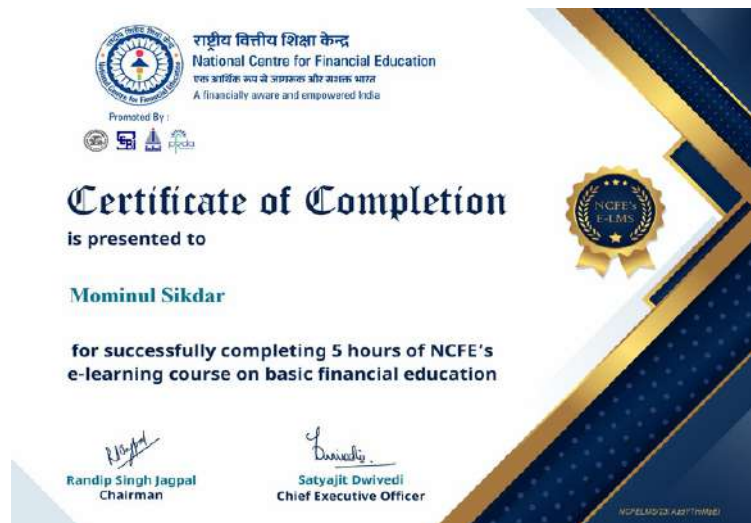 राष्ट्रीय वित्तीय शिक्षा केन्द्र
National Centre for Financial Education
एक आर्थिक रूप से जागरूक और सशक्त भारत
A financially aware and empowered India
Promoted By :
SEBI
pfrda
Certificate of Completion
is presented to
NCFE's
E-LMS
Mominul Sikdar
for successfully completing 5 hours of NCFE's
e-learning course on basic financial education
Randip Singh Jagpal
Chairman
Satyajit Dwivedi
Chief Executive Officer